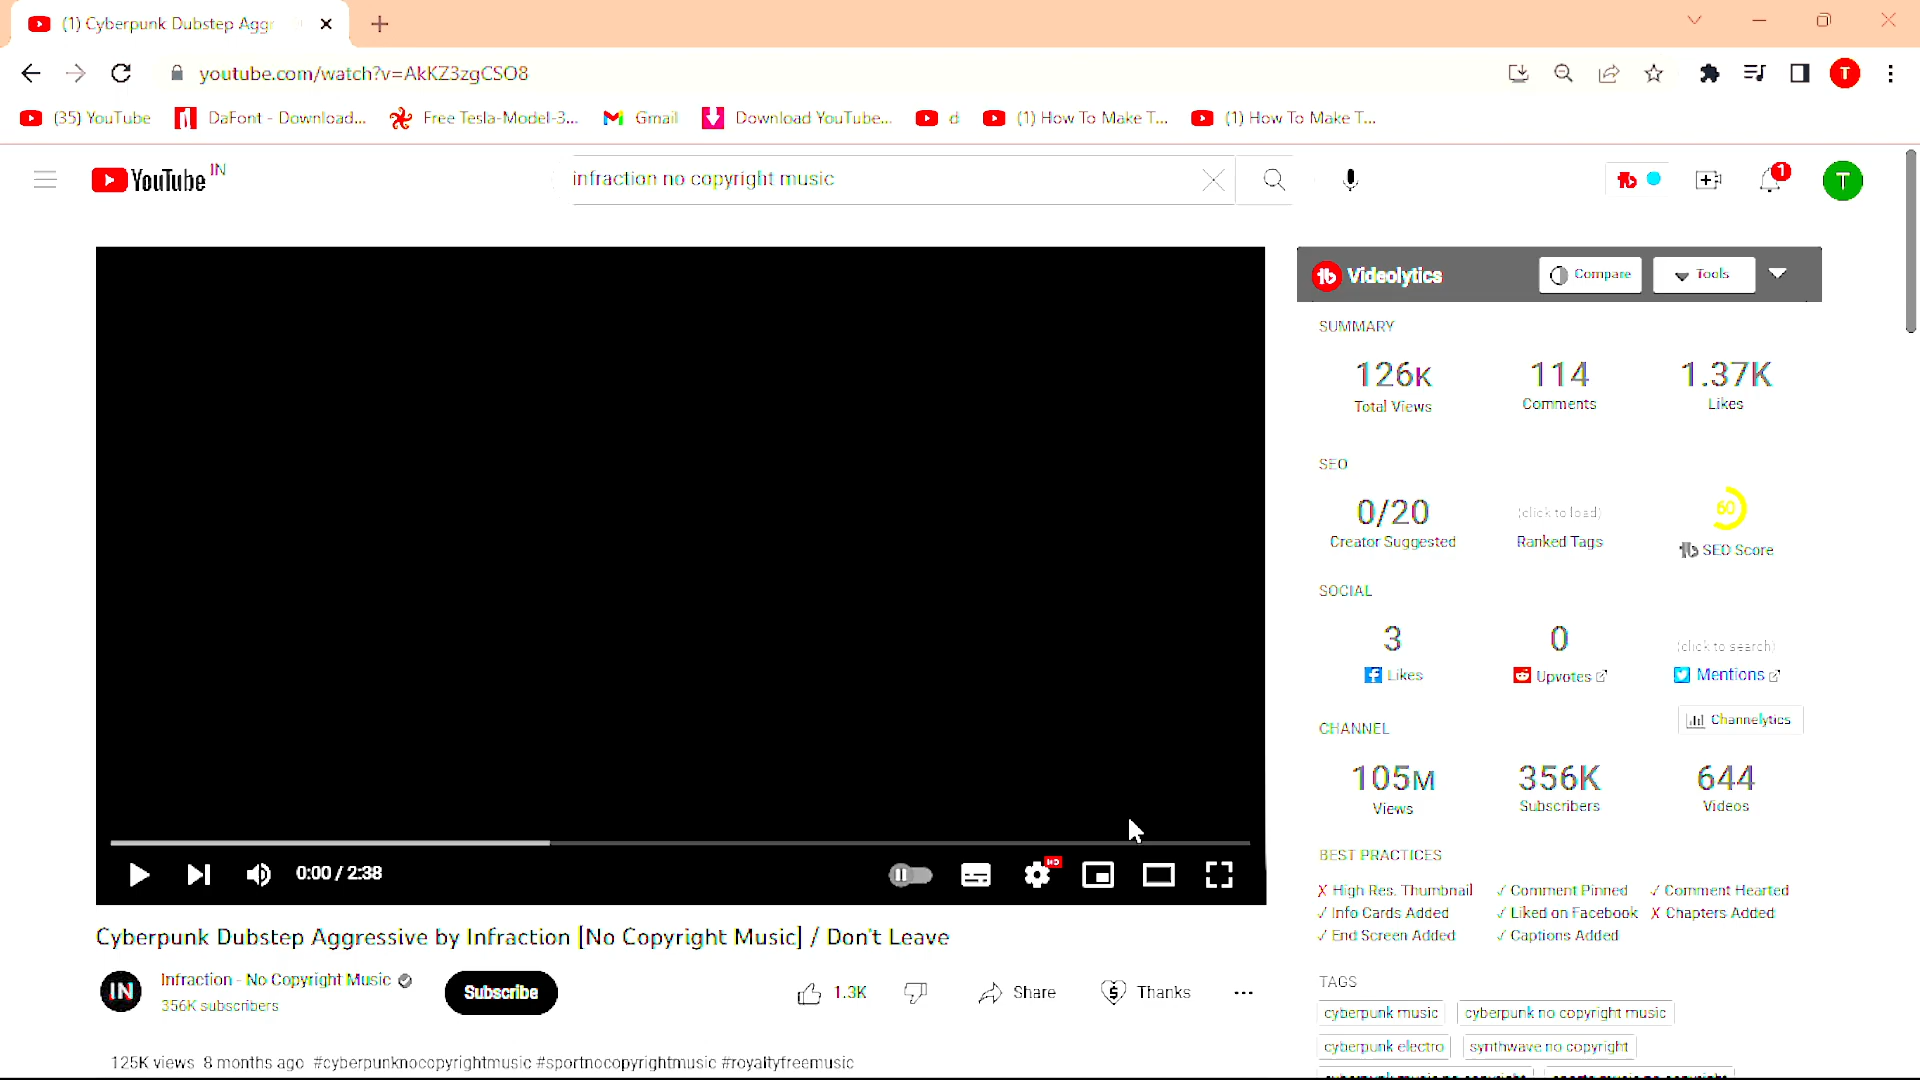 (1) Cyberpunk Dubstep Aggr
youtube.com/watch?v=AkKZ3zgCSO8
T
(35) YouTube DaFont - Download... Free Tesla-Model-3... Gmail Download YouTube... d (1) How To Make T... (1) How To Make T...
YouTube IN
infraction no copyright music
1
T
Videolytics Compare Tools
SUMMARY
126K 114 1.37K
Total Views Comments Likes
SEO
0/20 (click to load) 60
Creator Suggested Ranked Tags SEO Score
SOCIAL
3 0 (click to search)
Likes Upvotes Mentions
CHANNEL Channelytics
105M 356K 644
Views Subscribers Videos
BEST PRACTICES
X High Res. Thumbnail ✓ Comment Pinned ✓ Comment Hearted
✓ Info Cards Added ✓ Liked on Facebook X Chapters Added
✓ End Screen Added ✓ Captions Added
TAGS
cyberpunk music cyberpunk no copyright music
cyberpunk electro synthwave no copyright
0:00 / 2:38
HD
Cyberpunk Dubstep Aggressive by Infraction [No Copyright Music] / Don't Leave
IN
Infraction - No Copyright Music
356K subscribers
Subscribe
1.3K Share Thanks ...
125K views 8 months ago #cyberpunknocopyrightmusic #sportnocopyrightmusic #royaltyfreemusic